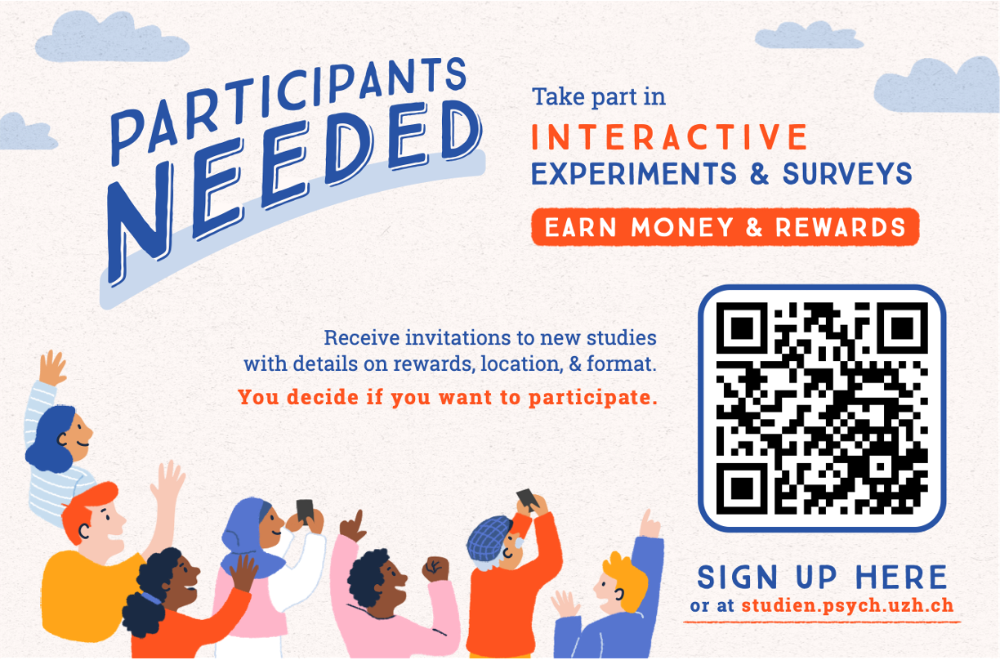 PARTICIPANTS
NEEDED
Take part in
INTERACTIVE
EXPERIMENTS & SURVEYS
EARN MONEY & REWARDS
Receive invitations to new studies
with details on rewards, location, & format.
You decide if you want to participate.
SIGN UP HERE
or at studien.psych.uzh.ch